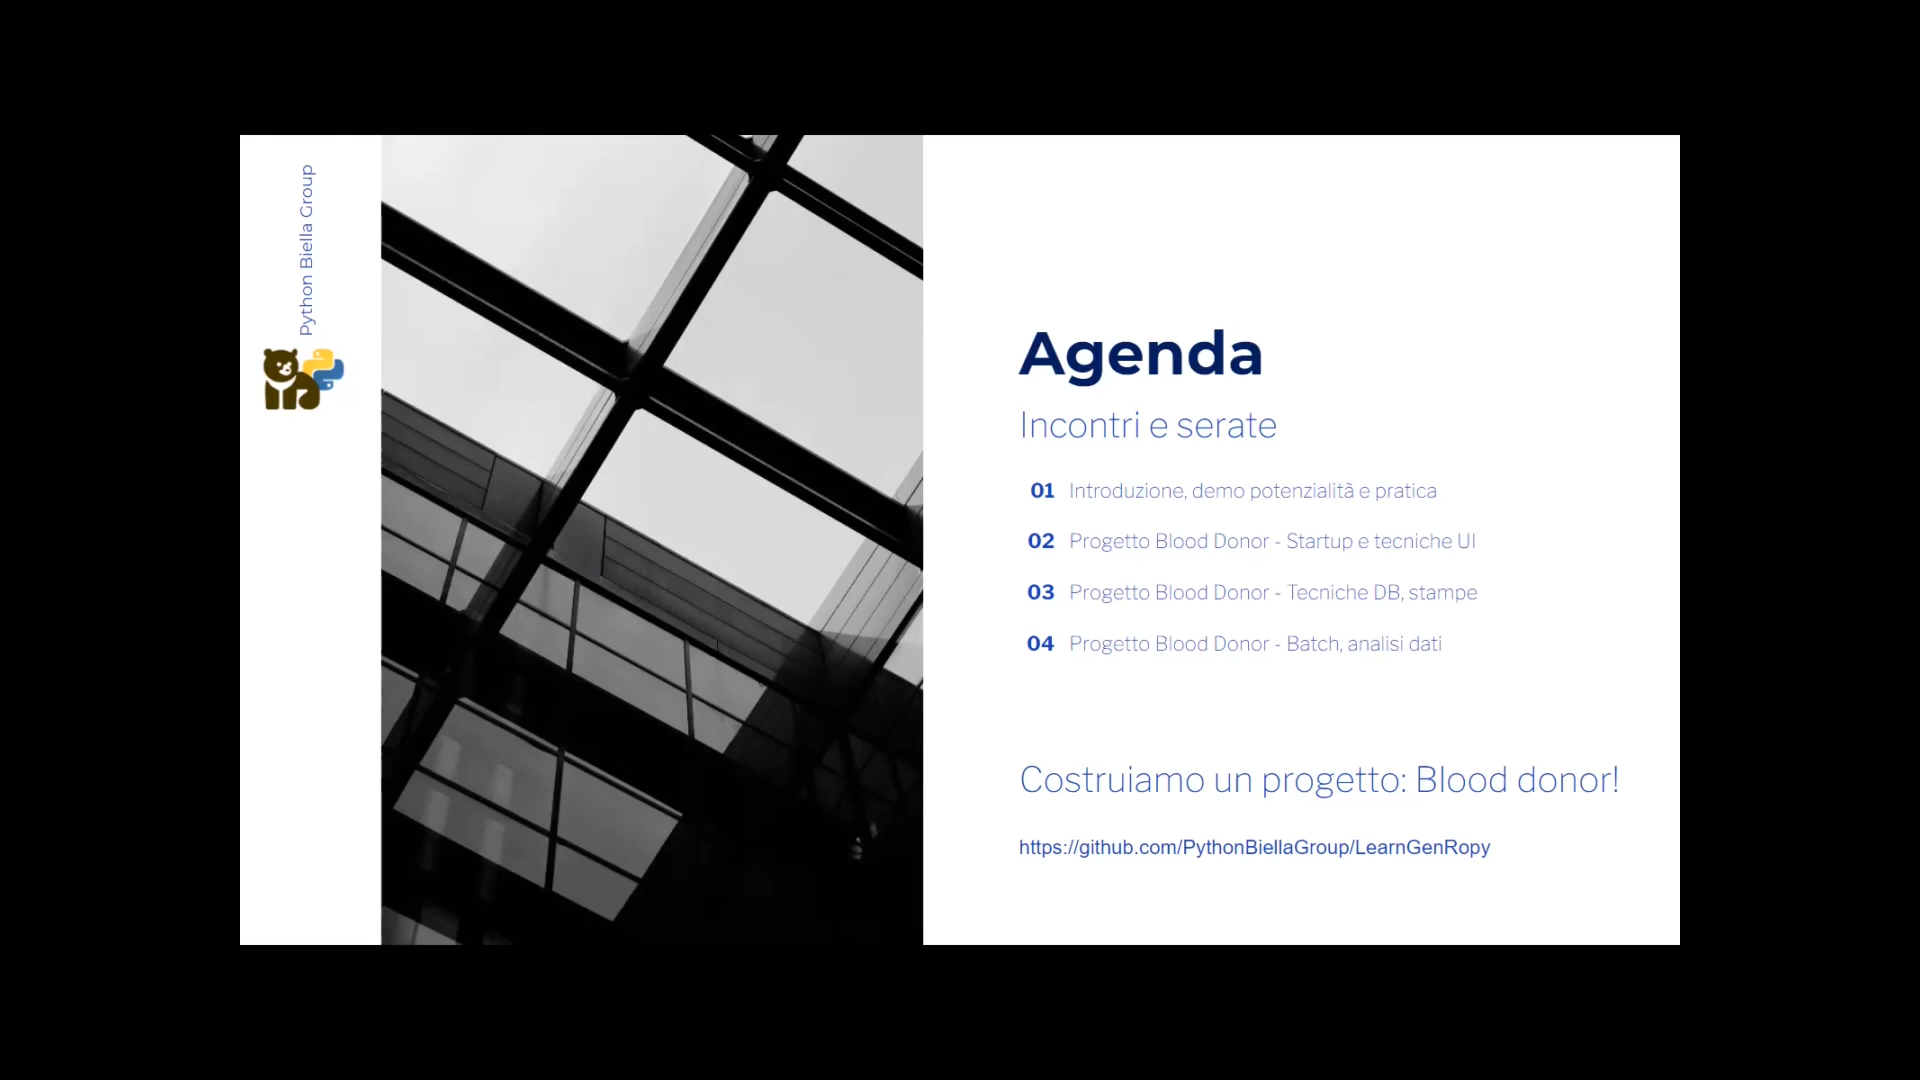 Python Biella Group
Agenda
Incontri e serate
01 Introduzione, demo potenzialità e pratica
02 Progetto Blood Donor - Startup e tecniche UI
03 Progetto Blood Donor - Tecniche DB, stampe
04 Progetto Blood Donor - Batch, analisi dati
Costruiamo un progetto: Blood donor!
https://github.com/PythonBiellaGroup/LearnGenRopy